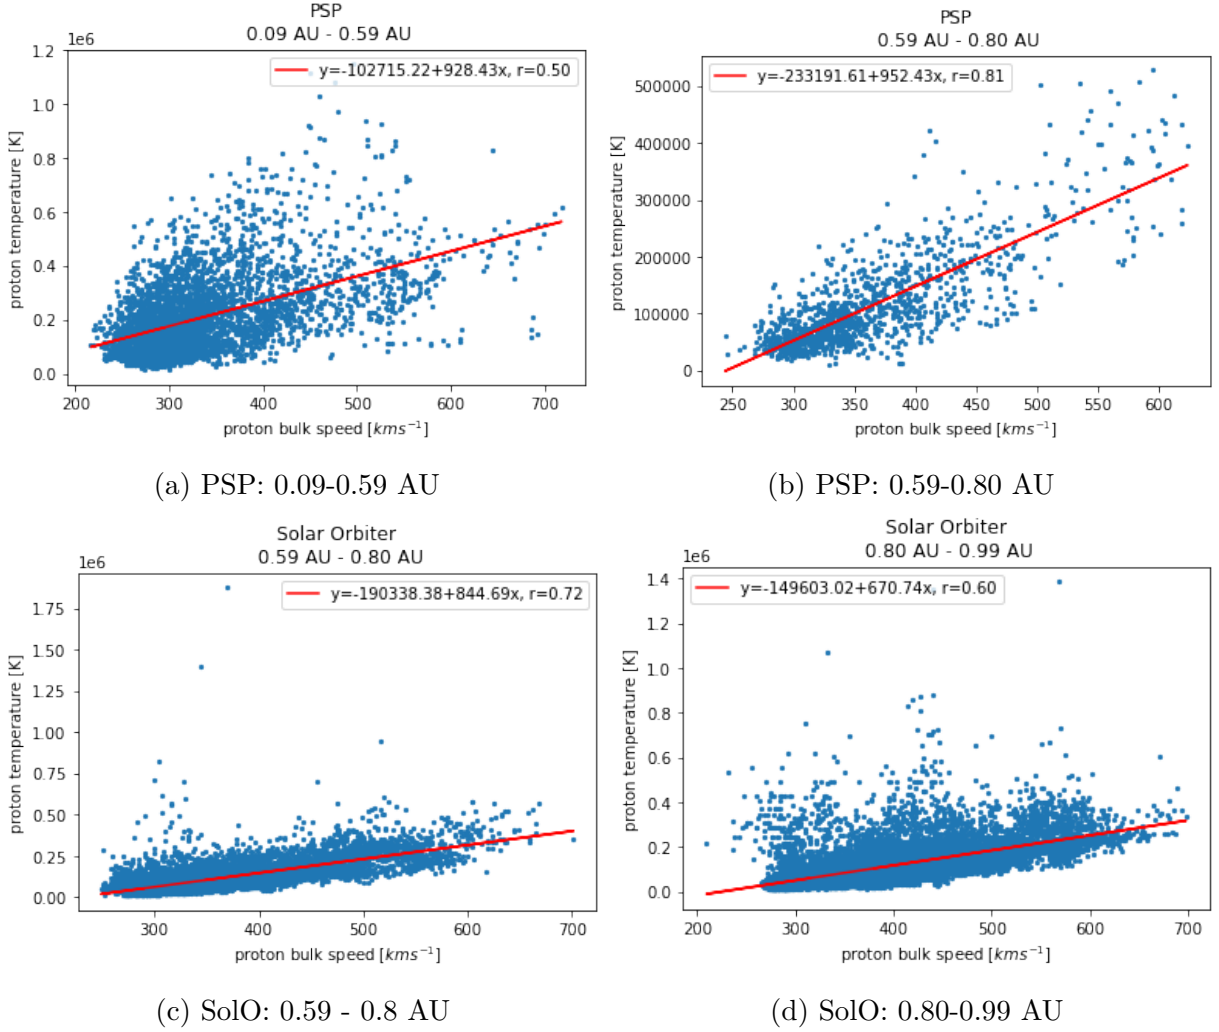 PSP
0.09 AU - 0.59 AU
1e6
y=-102715.22+928.43x, r=0.50
1.2
1.0
0.8
0.6
0.4
0.2
0.0
proton temperature [K]
200 300 400 500 600 700
proton bulk speed [kms⁻¹]
(a) PSP: 0.09-0.59 AU
PSP
0.59 AU - 0.80 AU
y=-233191.61+952.43x, r=0.81
500000
400000
300000
200000
100000
0
proton temperature [K]
250 300 350 400 450 500 550 600
proton bulk speed [kms⁻¹]
(b) PSP: 0.59-0.80 AU
Solar Orbiter
0.59 AU - 0.80 AU
1e6
y=-190338.38+844.69x, r=0.72
1.75
1.50
1.25
1.00
0.75
0.50
0.25
0.00
proton temperature [K]
300 400 500 600 700
proton bulk speed [kms⁻¹]
(c) SolO: 0.59 - 0.8 AU
Solar Orbiter
0.80 AU - 0.99 AU
1e6
y=-149603.02+670.74x, r=0.60
1.4
1.2
1.0
0.8
0.6
0.4
0.2
0.0
proton temperature [K]
200 300 400 500 600 700
proton bulk speed [kms⁻¹]
(d) SolO: 0.80-0.99 AU